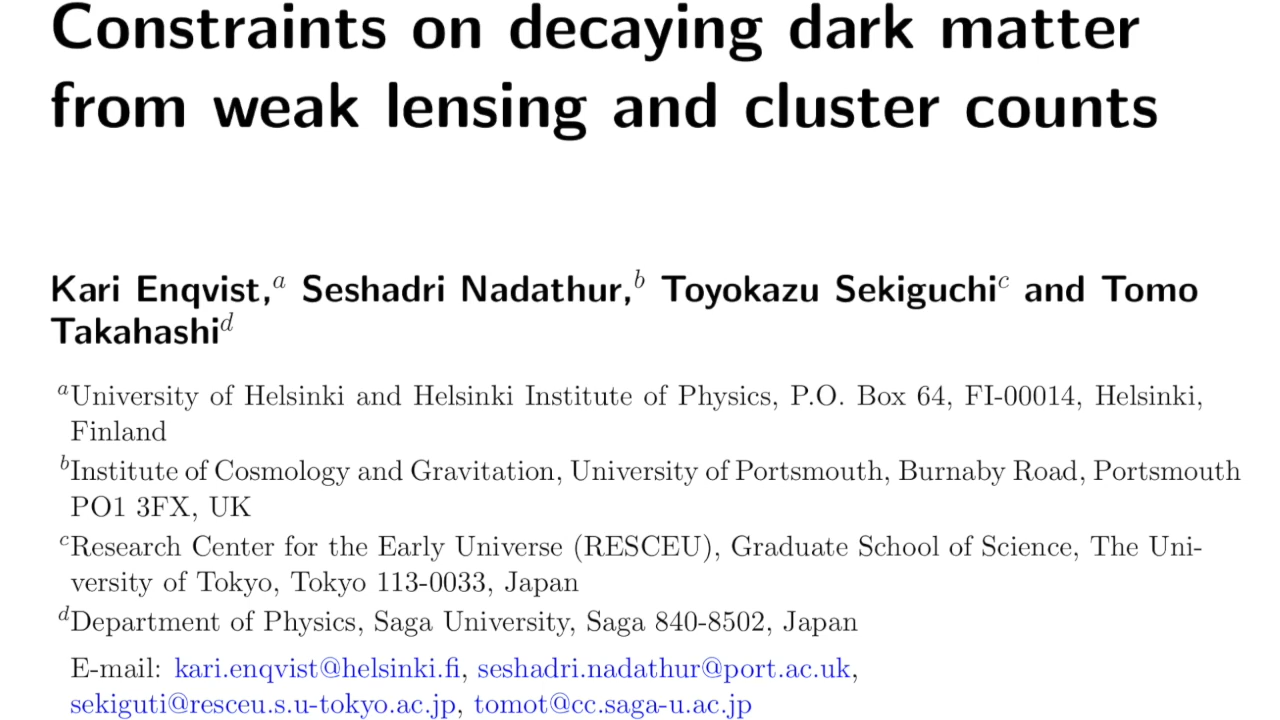 Constraints on decaying dark matter
from weak lensing and cluster counts
Kari Enqvist,a Seshadri Nadathur,b Toyokazu Sekiguchic and Tomo
Takahashid
aUniversity of Helsinki and Helsinki Institute of Physics, P.O. Box 64, FI-00014, Helsinki,
Finland
bInstitute of Cosmology and Gravitation, University of Portsmouth, Burnaby Road, Portsmouth
PO1 3FX, UK
cResearch Center for the Early Universe (RESCEU), Graduate School of Science, The Uni-
versity of Tokyo, Tokyo 113-0033, Japan
dDepartment of Physics, Saga University, Saga 840-8502, Japan
E-mail: kari.enqvist@helsinki.fi, seshadri.nadathur@port.ac.uk,
sekiguti@resceu.s.u-tokyo.ac.jp, tomot@cc.saga-u.ac.jp